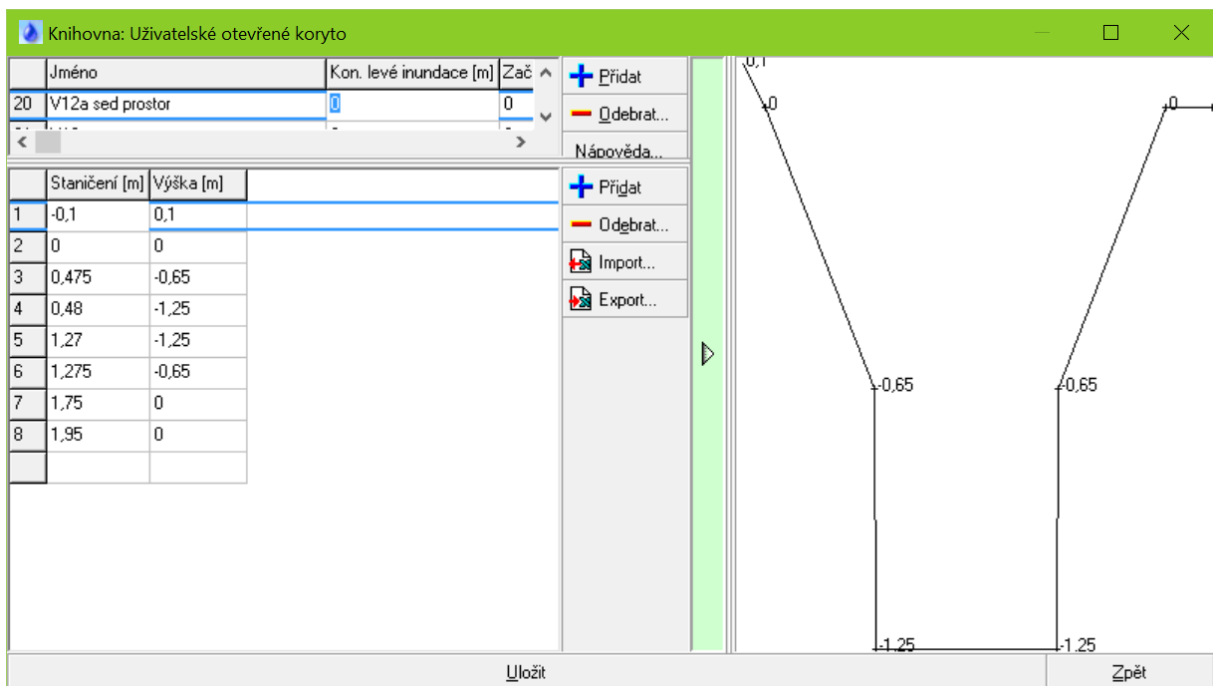 Knihovna: Uživatelské otevřené koryto
Jméno Kon. levé inundace [m] Zač
20 V12a sed prostor 0 0
Přidat
Odebrat...
Nápověda...
Staničení [m] Výška [m]
1 -0,1 0,1
2 0 0
3 0,475 -0,65
4 0,48 -1,25
5 1,27 -1,25
6 1,275 -0,65
7 1,75 0
8 1,95 0
Přidat
Odebrat...
Import...
Export...
0,1
0
0
-0,65
-0,65
-1,25
-1,25
Uložit
Zpět